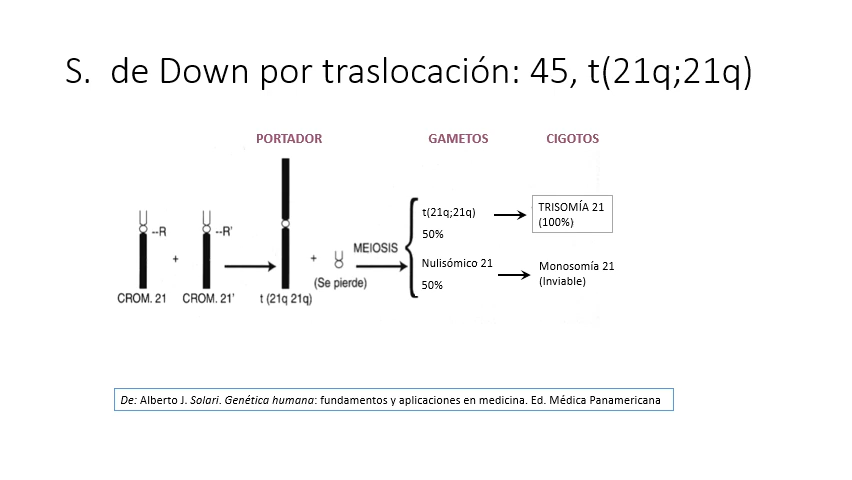 S. de Down por traslocación: 45, t(21q;21q)
PORTADOR
GAMETOS
CIGOTOS
--R
--R'
+
CROM. 21
CROM. 21'
t (21q 21q)
+
(Se pierde)
MEIOSIS
t(21q;21q)
50%
Nulisómico 21
50%
TRISOMÍA 21
(100%)
Monosomía 21
(Inviable)
De: Alberto J. Solari. Genética humana: fundamentos y aplicaciones en medicina. Ed. Médica Panamericana